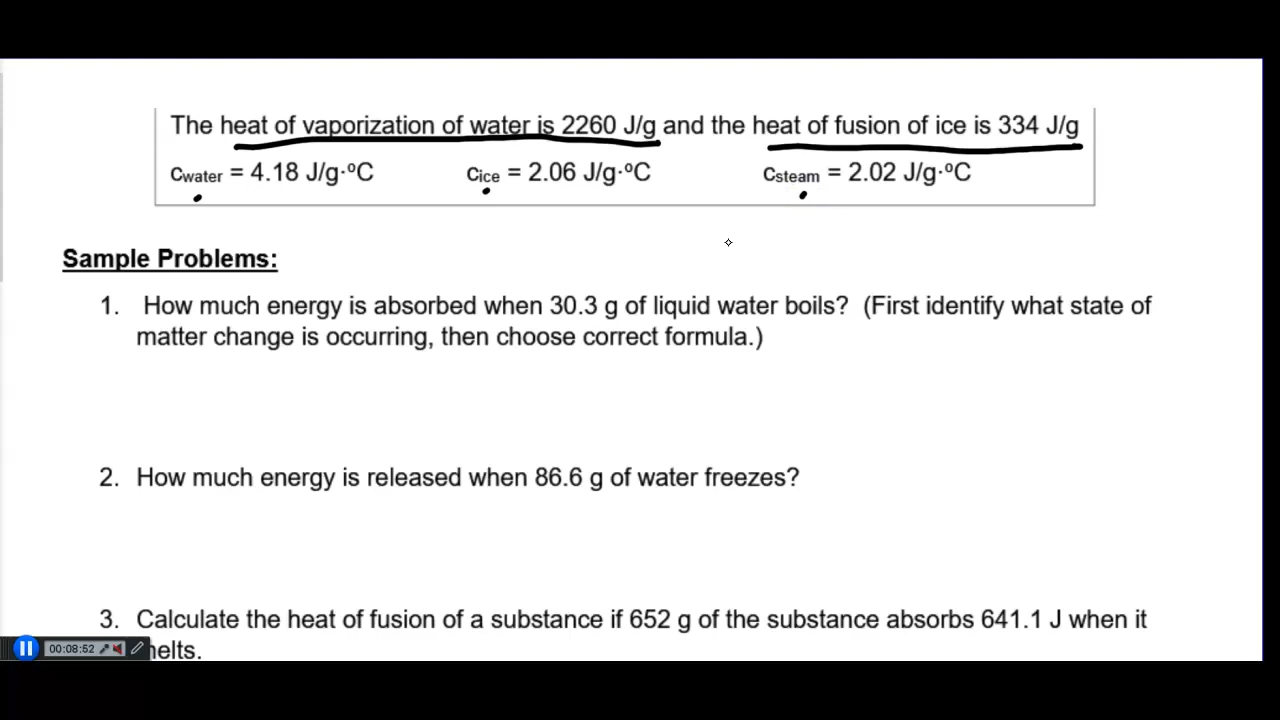 The heat of vaporization of water is 2260 J/g and the heat of fusion of ice is 334 J/g
cwater = 4.18 J/g·ºC cice = 2.06 J/g·ºC csteam = 2.02 J/g·ºC
Sample Problems:
1. How much energy is absorbed when 30.3 g of liquid water boils? (First identify what state of
matter change is occurring, then choose correct formula.)
2. How much energy is released when 86.6 g of water freezes?
3. Calculate the heat of fusion of a substance if 652 g of the substance absorbs 641.1 J when it
00:08:52